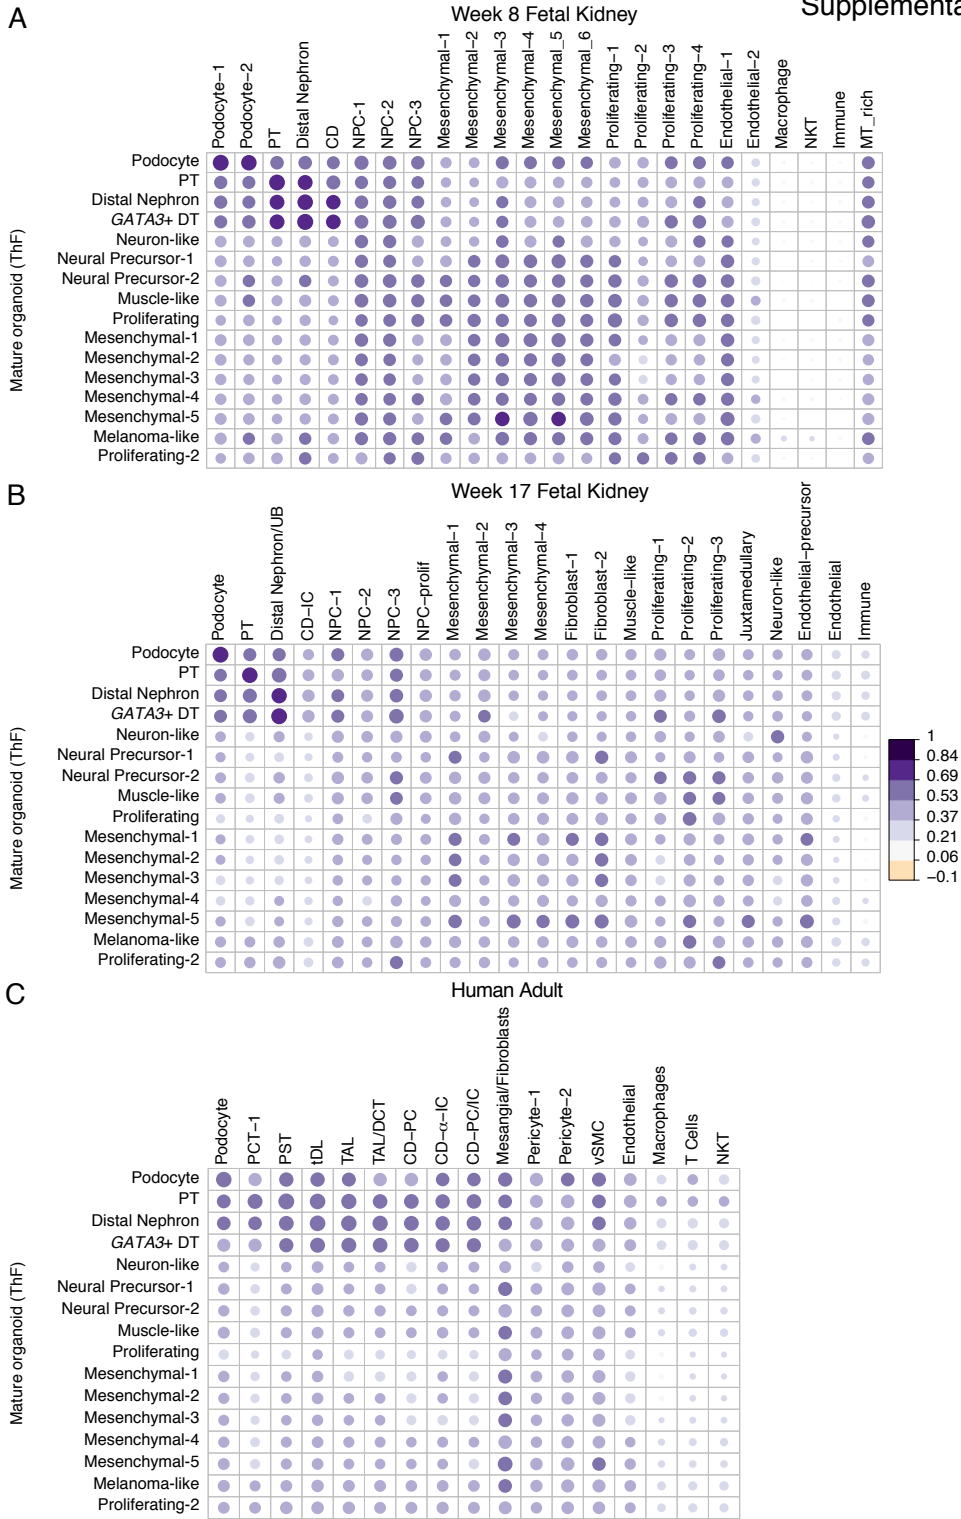 A
Week 8 Fetal Kidney
Supplementa
Podocyte−1
Podocyte−2
PT
Distal Nephron
CD
NPC-1
NPC-2
NPC-3
Mesenchymal−1
Mesenchymal−2
Mesenchymal−3
Mesenchymal−4
Mesenchymal_5
Mesenchymal_6
Proliferating−1
Proliferating−2
Proliferating−3
Proliferating−4
Endothelial−1
Endothelial−2
Macrophage
NKT
Immune
MT_rich
Mature organoid (ThF)
Podocyte
PT
Distal Nephron
GATA3+ DT
Neuron-like
Neural Precursor-1
Neural Precursor-2
Muscle-like
Proliferating
Mesenchymal-1
Mesenchymal-2
Mesenchymal-3
Mesenchymal-4
Mesenchymal-5
Melanoma-like
Proliferating-2
B
Week 17 Fetal Kidney
Podocyte
PT
Distal Nephron/UB
CD−IC
NPC−1
NPC−2
NPC−3
NPC−prolif
Mesenchymal−1
Mesenchymal−2
Mesenchymal−3
Mesenchymal−4
Fibroblast−1
Fibroblast−2
Muscle−like
Proliferating−1
Proliferating−2
Proliferating−3
Juxtamedullary
Neuron-like
Endothelial−precursor
Endothelial
Immune
Mature organoid (ThF)
Podocyte
PT
Distal Nephron
GATA3+ DT
Neuron-like
Neural Precursor-1
Neural Precursor-2
Muscle-like
Proliferating
Mesenchymal-1
Mesenchymal-2
Mesenchymal-3
Mesenchymal-4
Mesenchymal-5
Melanoma-like
Proliferating-2
1
0.84
0.69
0.53
0.37
0.21
0.06
−0.1
C
Human Adult
Podocyte
PCT−1
PST
tDL
TAL
TAL/DCT
CD−PC
CD−α−IC
CD−PC/IC
Mesangial/Fibroblasts
Pericyte−1
Pericyte−2
vSMC
Endothelial
Macrophages
T Cells
NKT
Mature organoid (ThF)
Podocyte
PT
Distal Nephron
GATA3+ DT
Neuron-like
Neural Precursor-1
Neural Precursor-2
Muscle-like
Proliferating
Mesenchymal-1
Mesenchymal-2
Mesenchymal-3
Mesenchymal-4
Mesenchymal-5
Melanoma-like
Proliferating-2